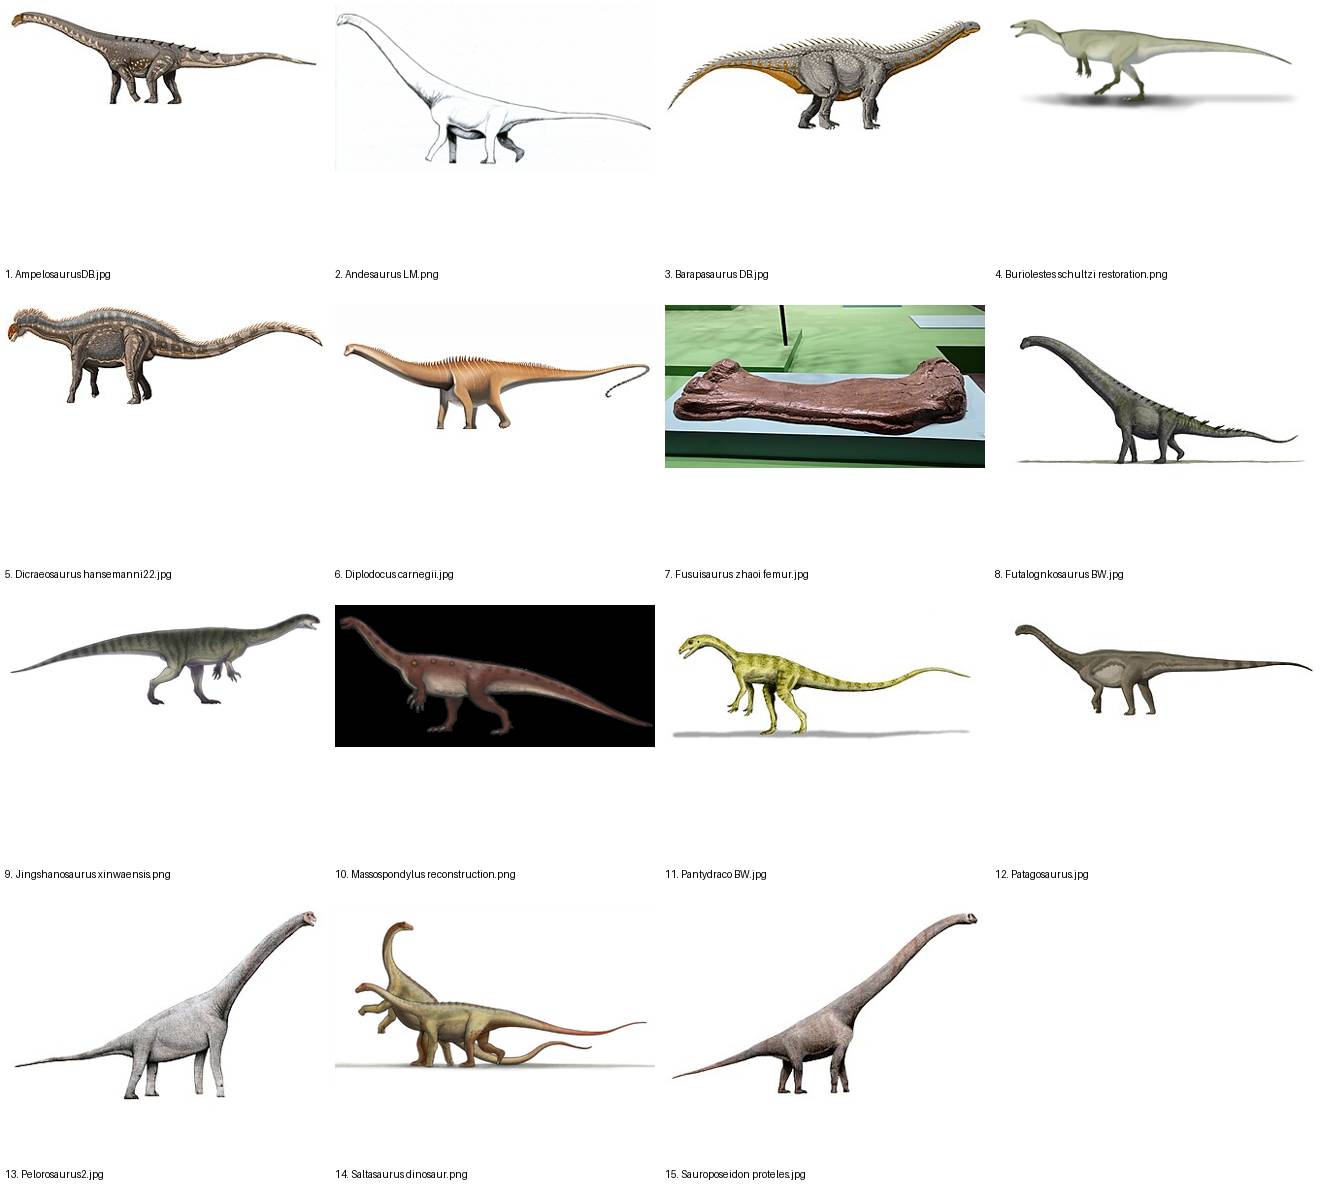 1. AmpelosaurusDB.jpg
2. Andesaurus LM.png
3. Barapasaurus DB.jpg
4. Buriolestes schultzi restoration.png
5. Dicraeosaurus hansemanni22.jpg
6. Diplodocus carnegii.jpg
7. Fusuisaurus zhaoi femur.jpg
8. Futalognkosaurus BW.jpg
9. Jingshanosaurus xinwaensis.png
10. Massospondylus reconstruction.png
11. Pantydraco BW.jpg
12. Patagosaurus.jpg
13. Pelorosaurus2.jpg
14. Saltasaurus dinosaur.png
15. Sauroposeidon proteles.jpg